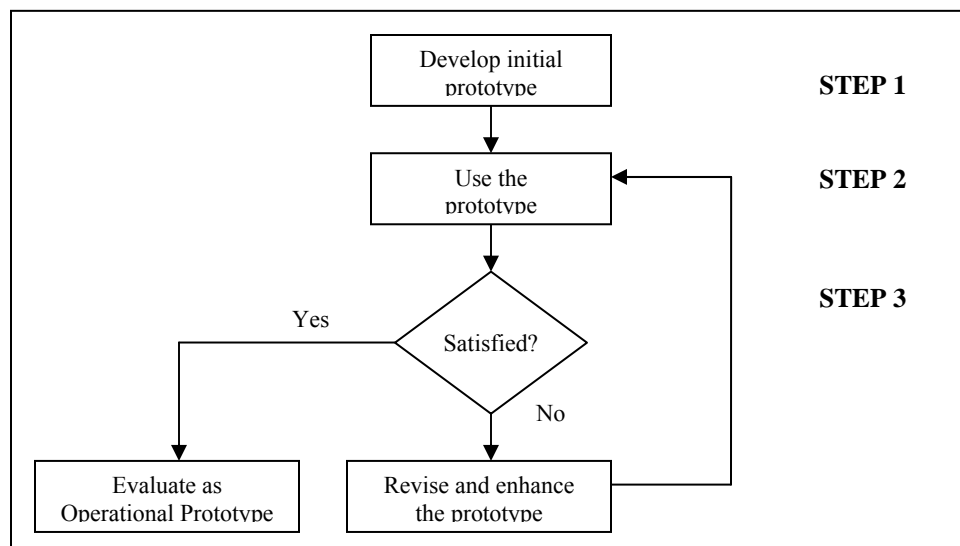 Develop initial
prototype
STEP 1
Use the
prototype
STEP 2
STEP 3
Yes
Satisfied?
No
Evaluate as
Operational Prototype
Revise and enhance
the prototype